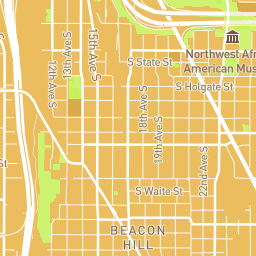 Northwest Afri
American Mus
S State St
S Holgate St
12th Ave S
13th Ave S
15th Ave S
18th Ave S
19th Ave S
22nd Ave S
S Waite St
BEACON
HILL